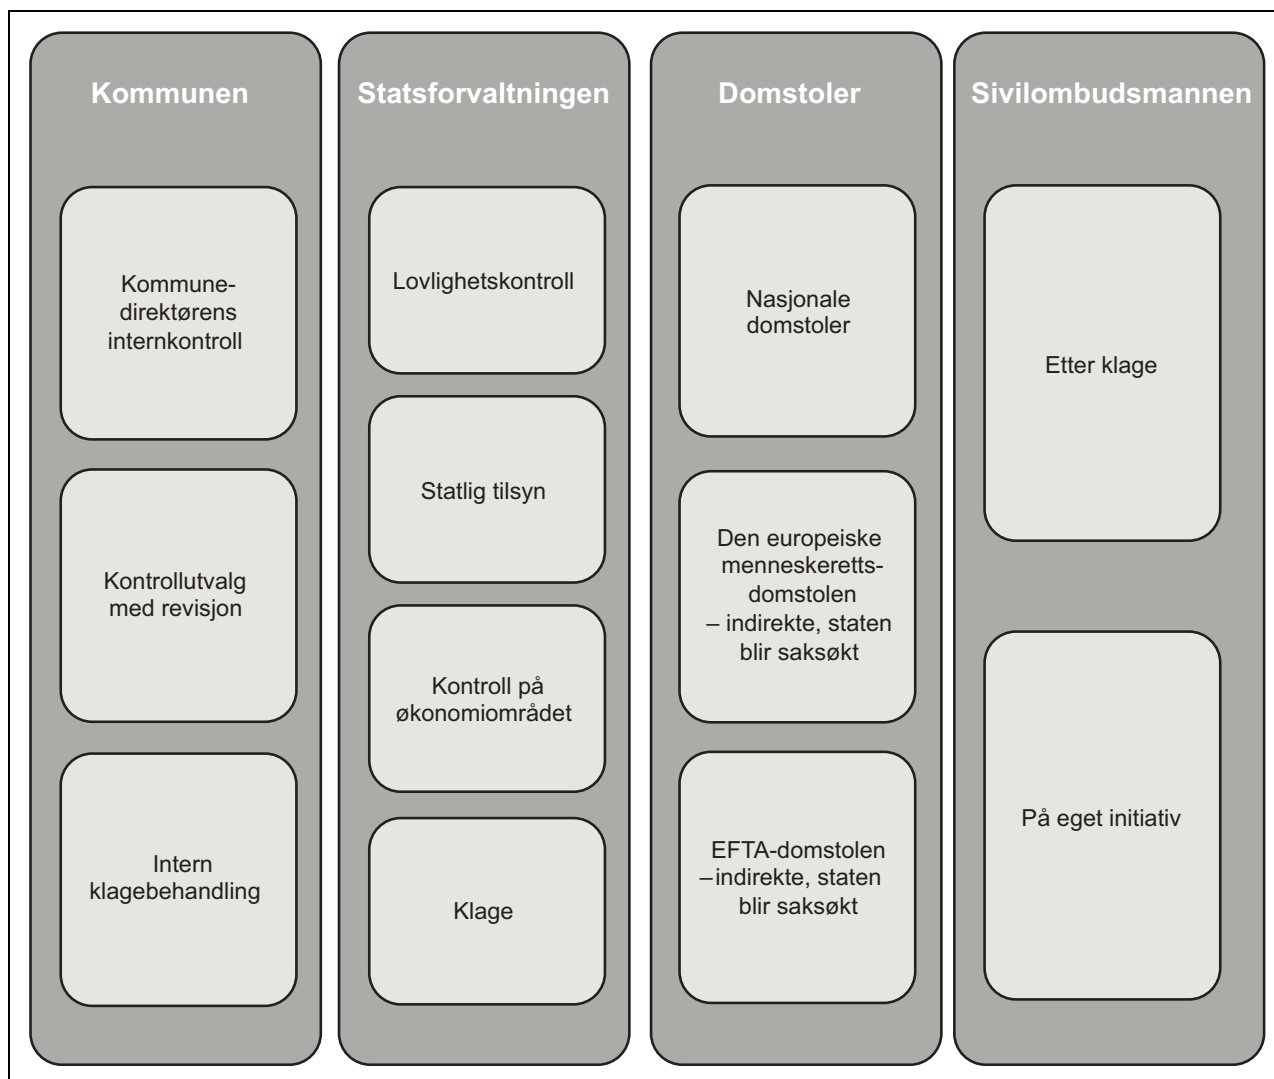 Kommunen
Kommune-
direktørens
internkontroll
Kontrollutvalg
med revisjon
Intern
klagebehandling
Statsforvaltningen
Lovlighetskontroll
Statlig tilsyn
Kontroll på
økonomiområdet
Klage
Domstoler
Nasjonale
domstoler
Den europeiske
menneskeretts-
domstolen
– indirekte, staten
blir saksøkt
EFTA-domstolen
–indirekte, staten
blir saksøkt
Sivilombudsmannen
Etter klage
På eget initiativ